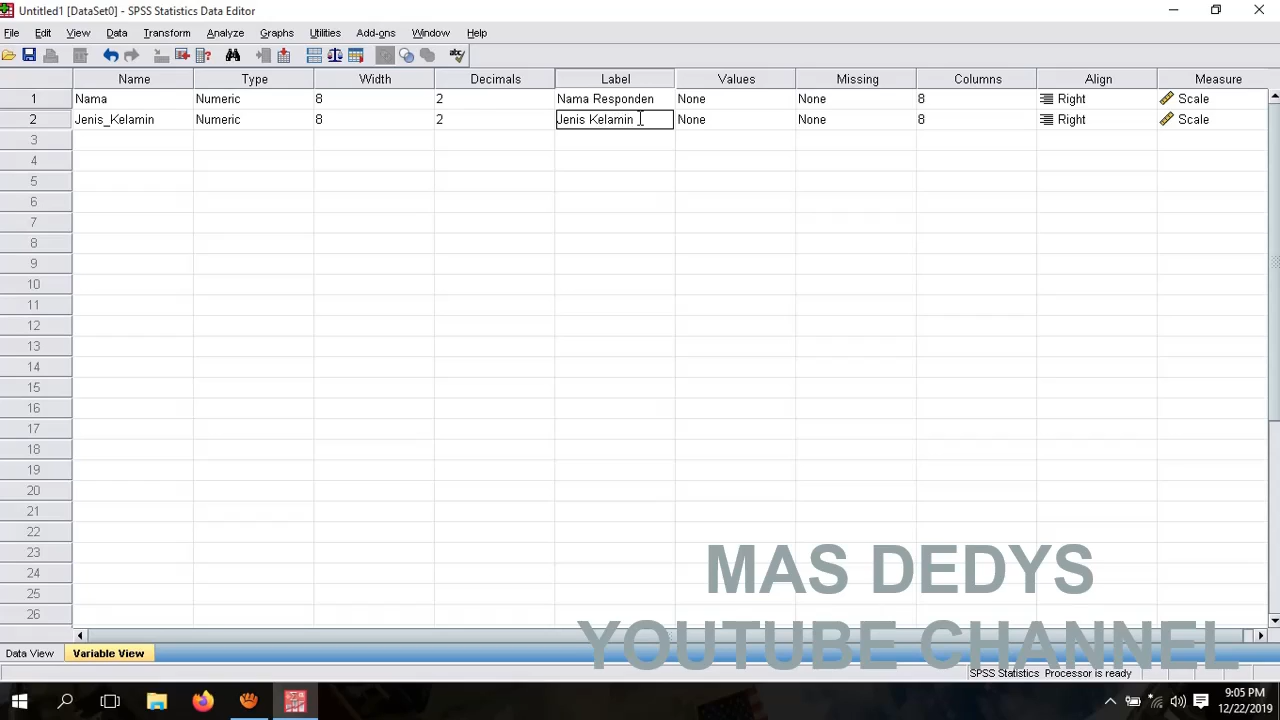 Untitled1 [DataSet0] - SPSS Statistics Data Editor
File Edit View Data Transform Analyze Graphs Utilities Add-ons Window Help
Name Type Width Decimals Label Values Missing Columns Align Measure
1 Nama Numeric 8 2 Nama Responden None None 8 Right Scale
2 Jenis_Kelamin Numeric 8 2 Jenis Kelamin None None 8 Right Scale
3
4
5
6
7
8
9
10
11
12
13
14
15
16
17
18
19
20
21
22
23
24
25
26
MAS DEDYS
YOUTUBE CHANNEL
Data View Variable View
SPSS Statistics Processor is ready
9:05 PM
12/22/2019